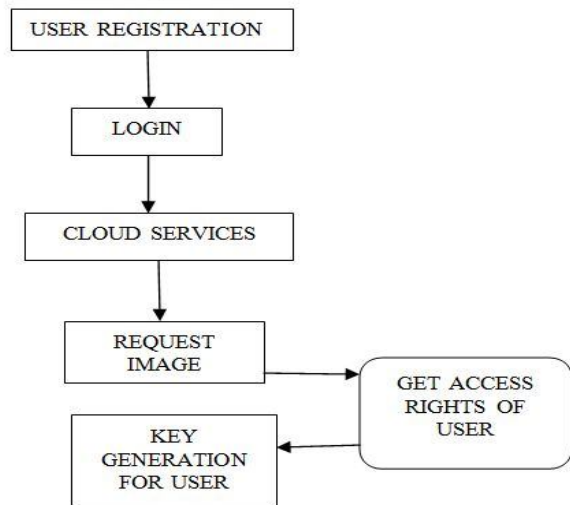 USER REGISTRATION
LOGIN
CLOUD SERVICES
REQUEST
IMAGE
GET ACCESS
RIGHTS OF
USER
KEY
GENERATION
FOR USER